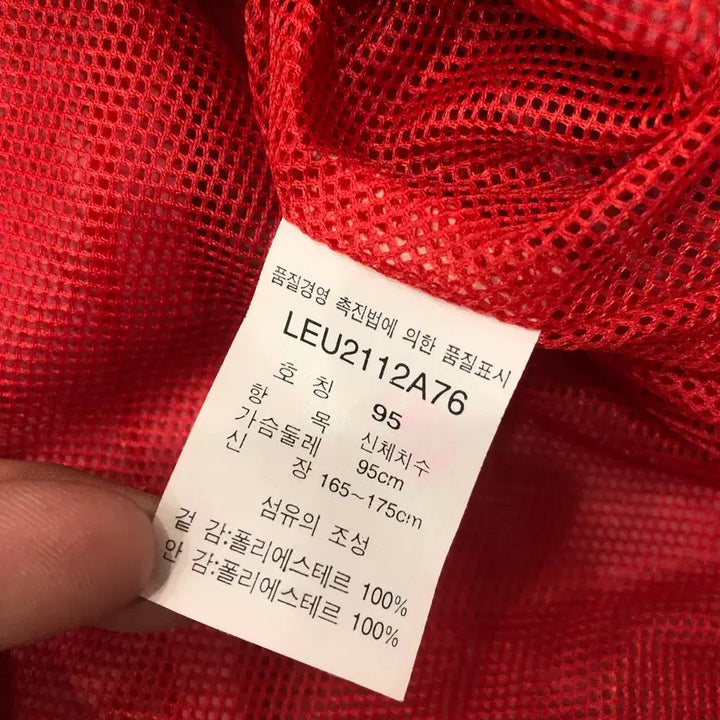 품질경영 촉진법에 의한 품질표시
LEU2112A76
호 칭 95
항 목 신체치수
가슴둘레 95cm
신 장 165~175cm
섬유의 조성
겉 감:폴리에스테르 100%
안 감:폴리에스테르 100%